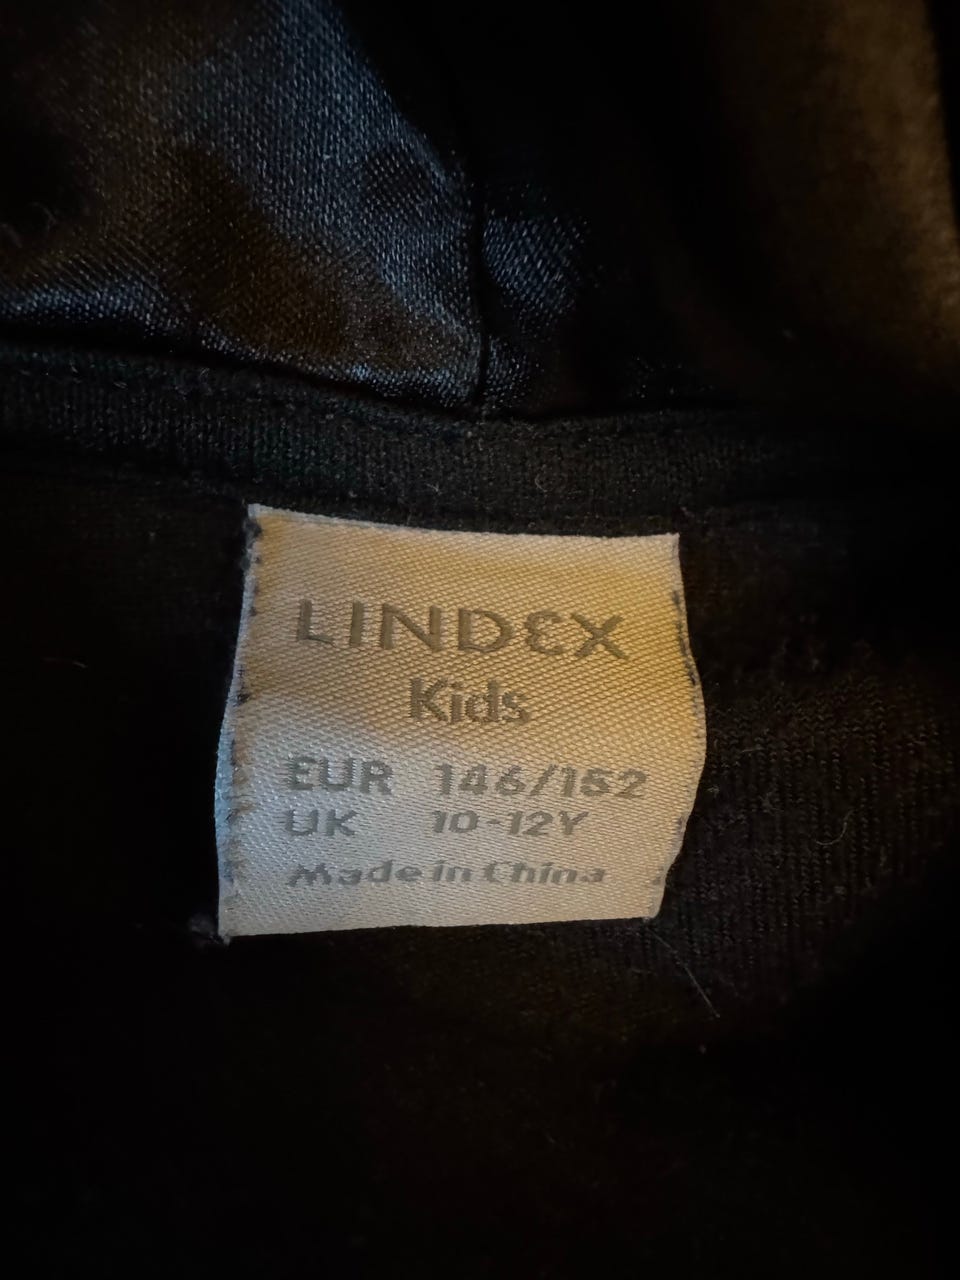 LINDEX
Kids
EUR 146/152
UK 10-12Y
Made in China